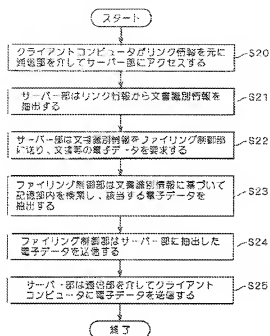 スタート
クライアントコンピュータがリンク情報を元に
通信部を介してサーバー部にアクセスする
S20
サーバー部はリンク情報から文書識別情報を
抽出する
S21
サーバー部は文書識別情報をファイリング制御部
に送り、文書等の電子データを要求する
S22
ファイリング制御部は文書識別情報に基づいて
記憶部内を検索し、該当する電子データを
抽出する
S23
ファイリング制御部はサーバー部に抽出した
電子データを送信する
S24
サーバー部は通信部を介してクライアント
コンピュータに電子データを送信する
S25
終了